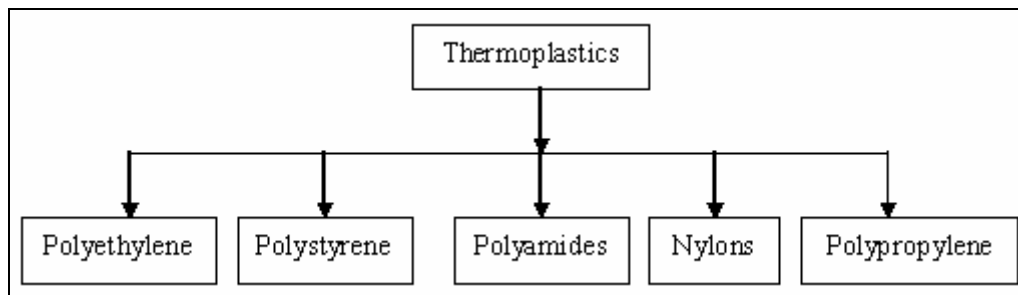 Thermoplastics
Polyethylene
Polystyrene
Polyamides
Nylons
Polypropylene